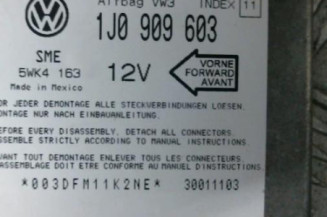 Airbag VW3 INDEX 11
1J0 909 603
SME
5WK4 163 12V
Made in Mexico
VORNE
FORWARD
AVANT
VOR JEDER DEMONTAGE ALLE STECKVERBINDUNGEN LOESEN.
MONTAGE NUR NACH EINBAUANLEITUNG.
BEFORE EVERY DISASSEMBLY, DETACH ALL CONNECTORS.
ASSEMBLE STRICTLY ACCORDING TO MANUAL INSTRUCTIONS.
AVANT TOUT DEMONTAGE ENLEVER TOUS LES CONNECTEURS.
RASSEMBLAGE DOIT ETRE CONFORME AU MANUEL D'INSTRUCTIONS
*003DFM11K2NE* 30011103